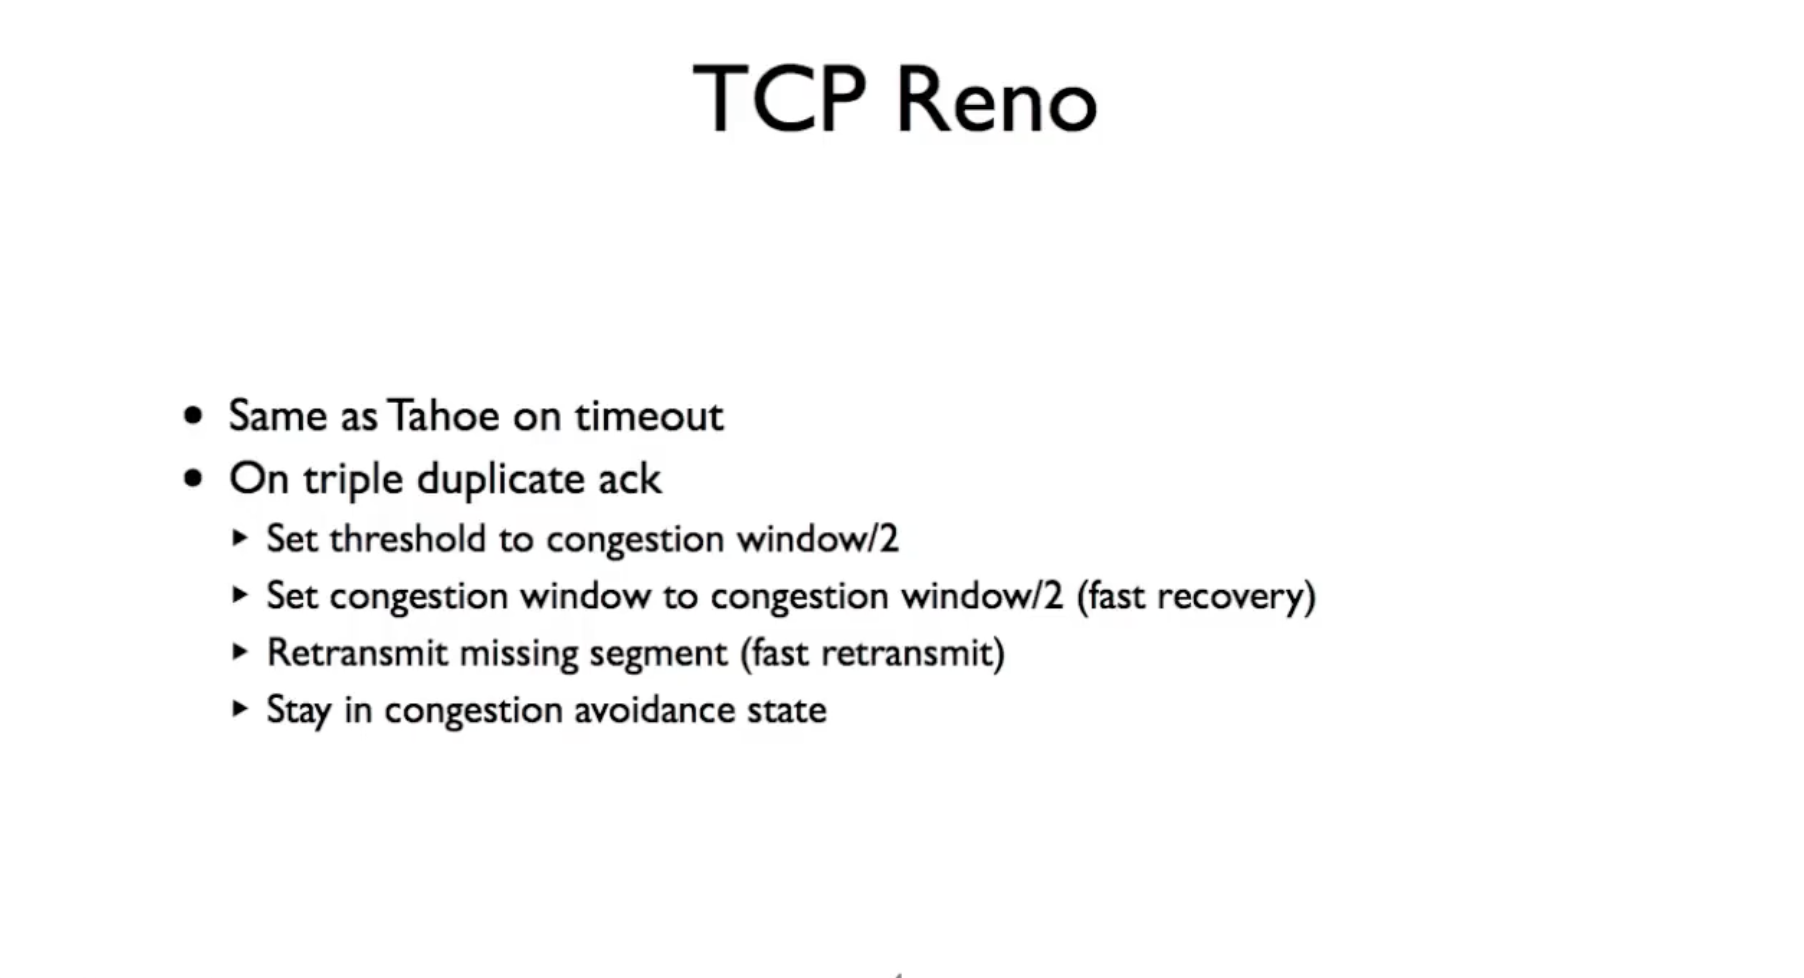 TCP Reno
• Same as Tahoe on timeout
• On triple duplicate ack
‣ Set threshold to congestion window/2
‣ Set congestion window to congestion window/2 (fast recovery)
‣ Retransmit missing segment (fast retransmit)
‣ Stay in congestion avoidance state